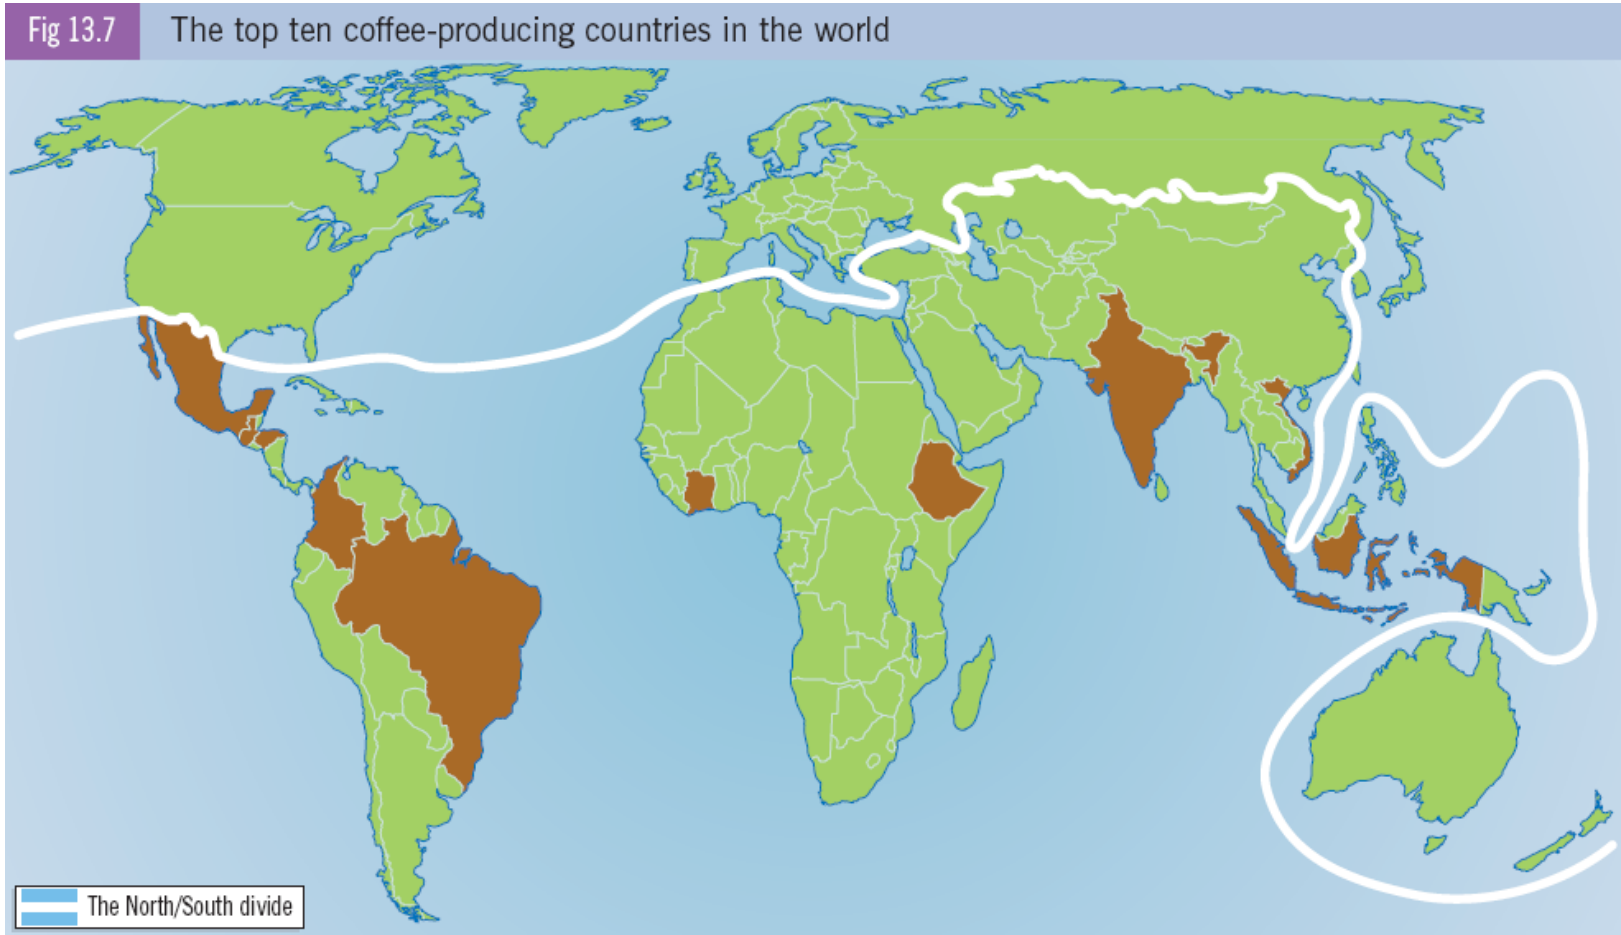 Fig 13.7 The top ten coffee-producing countries in the world
The North/South divide